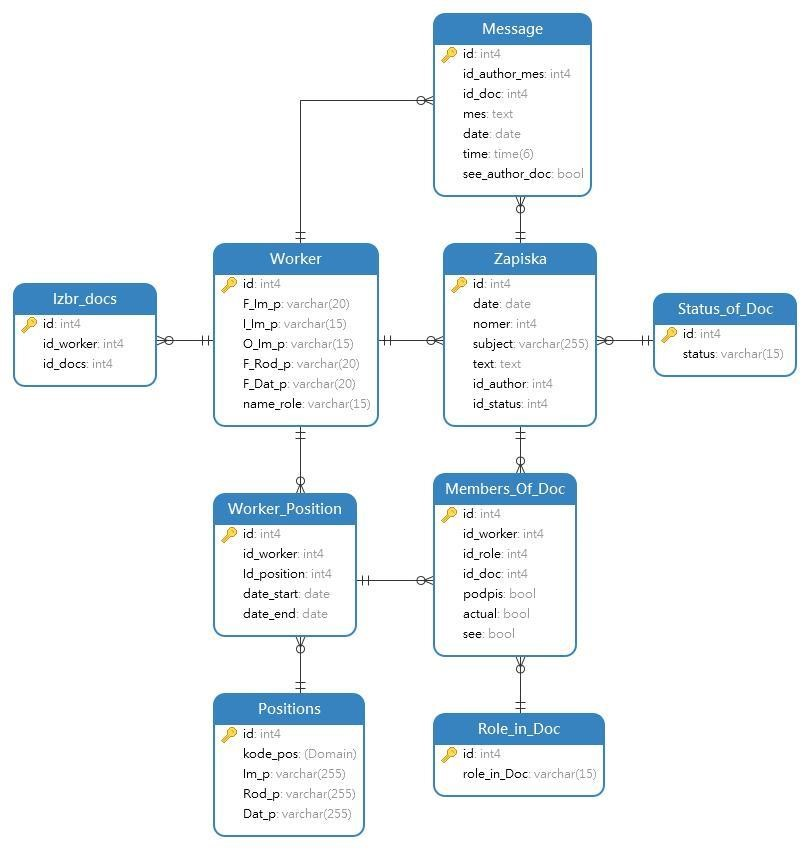 Message
id: int4
id_author_mes: int4
id_doc: int4
mes: text
date: date
time: time(6)
see_author_doc: bool
Worker
id: int4
F_Im_p: varchar(20)
I_Im_p: varchar(15)
O_Im_p: varchar(15)
F_Rod_p: varchar(20)
F_Dat_p: varchar(20)
name_role: varchar(15)
Zapiska
id: int4
date: date
nomer: int4
subject: varchar(255)
text: text
id_author: int4
id_status: int4
Izbr_docs
id: int4
id_worker: int4
id_docs: int4
Status_of_Doc
id: int4
status: varchar(15)
Worker_Position
id: int4
id_worker: int4
Id_position: int4
date_start: date
date_end: date
Members_Of_Doc
id: int4
id_worker: int4
id_role: int4
id_doc: int4
podpis: bool
actual: bool
see: bool
Positions
id: int4
kode_pos: (Domain)
Im_p: varchar(255)
Rod_p: varchar(255)
Dat_p: varchar(255)
Role_in_Doc
id: int4
role_in_Doc: varchar(15)